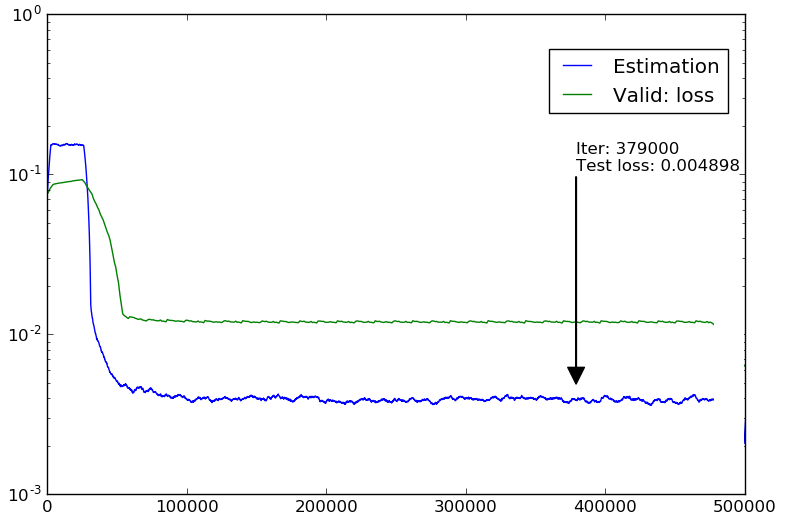 10^0
10^-1
10^-2
10^-3
Estimation
Valid: loss
Iter: 379000
Test loss: 0.004898
0 100000 200000 300000 400000 500000